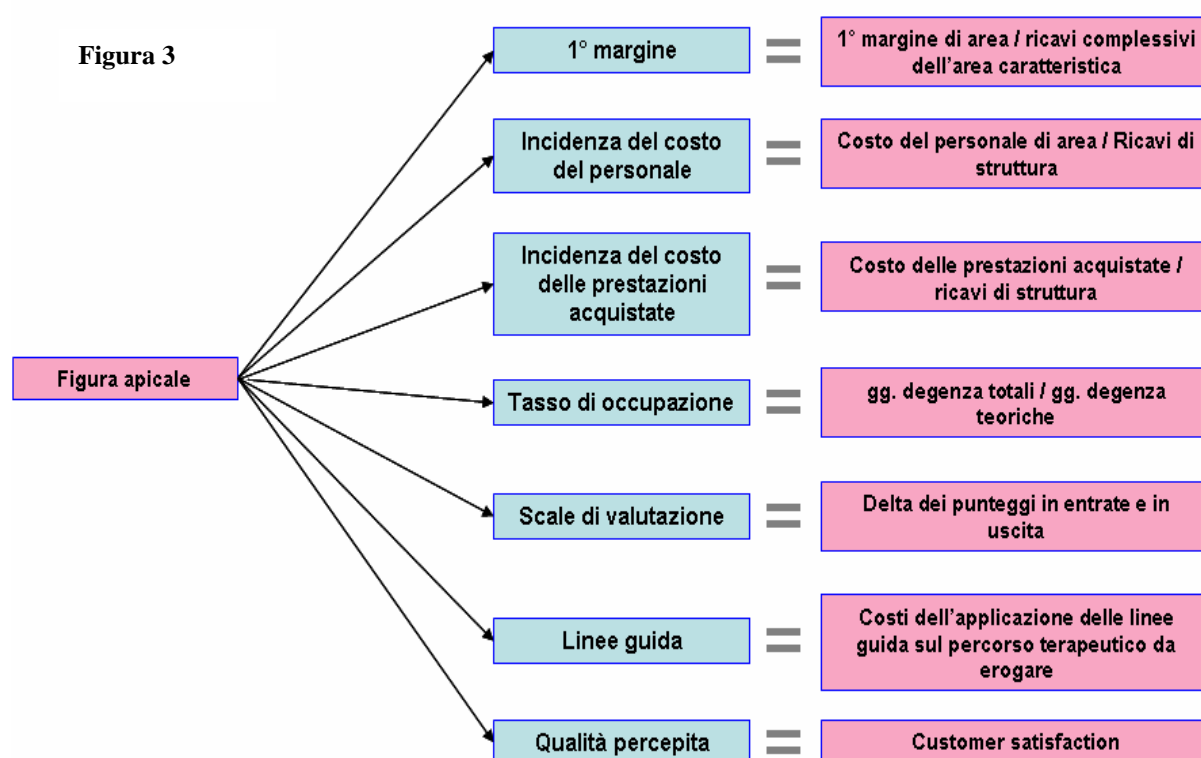 Figura 3
1° margine
1° margine di area / ricavi complessivi
dell'area caratteristica
Incidenza del costo
del personale
Costo del personale di area / Ricavi di
struttura
Incidenza del costo
delle prestazioni
acquistate
Costo delle prestazioni acquistate /
ricavi di struttura
Figura apicale
Tasso di occupazione
gg. degenza totali / gg. degenza
teoriche
Scale di valutazione
Delta dei punteggi in entrate e in
uscita
Linee guida
Costi dell'applicazione delle linee
guida sul percorso terapeutico da
erogare
Qualità percepita
Customer satisfaction